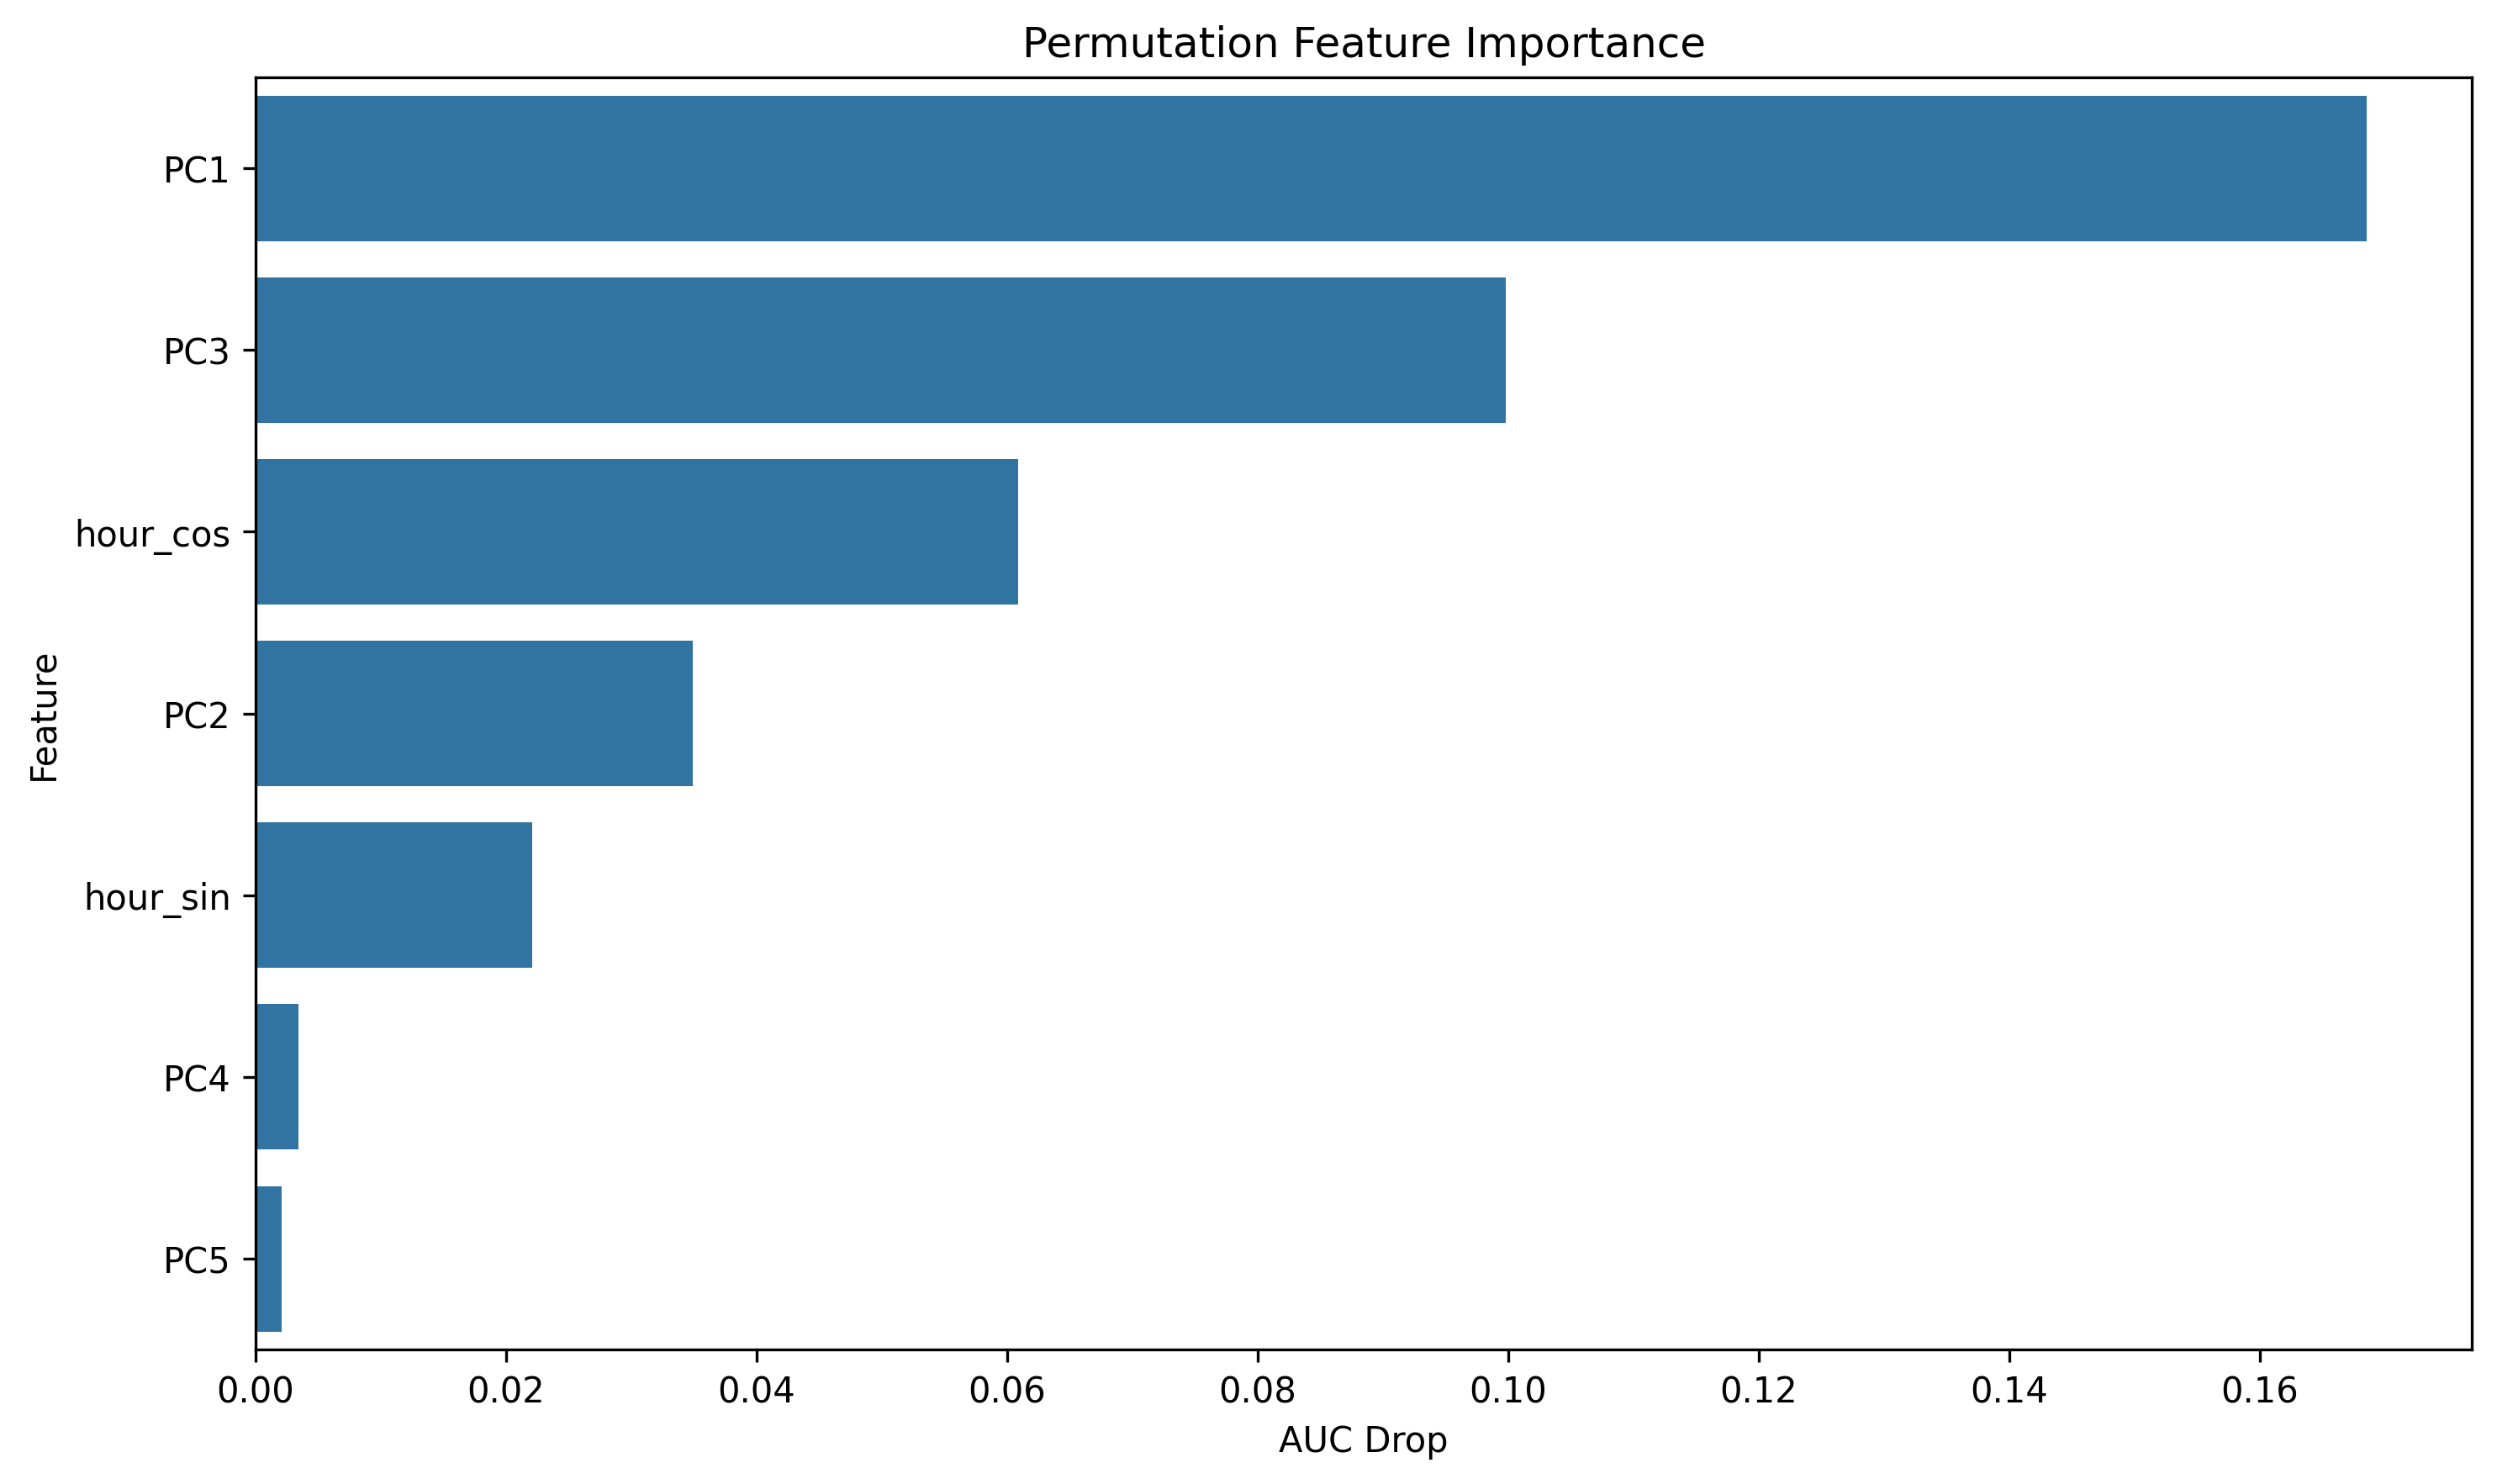 Permutation Feature Importance
Feature
PC1
PC3
hour_cos
PC2
hour_sin
PC4
PC5
0.00 0.02 0.04 0.06 0.08 0.10 0.12 0.14 0.16
AUC Drop